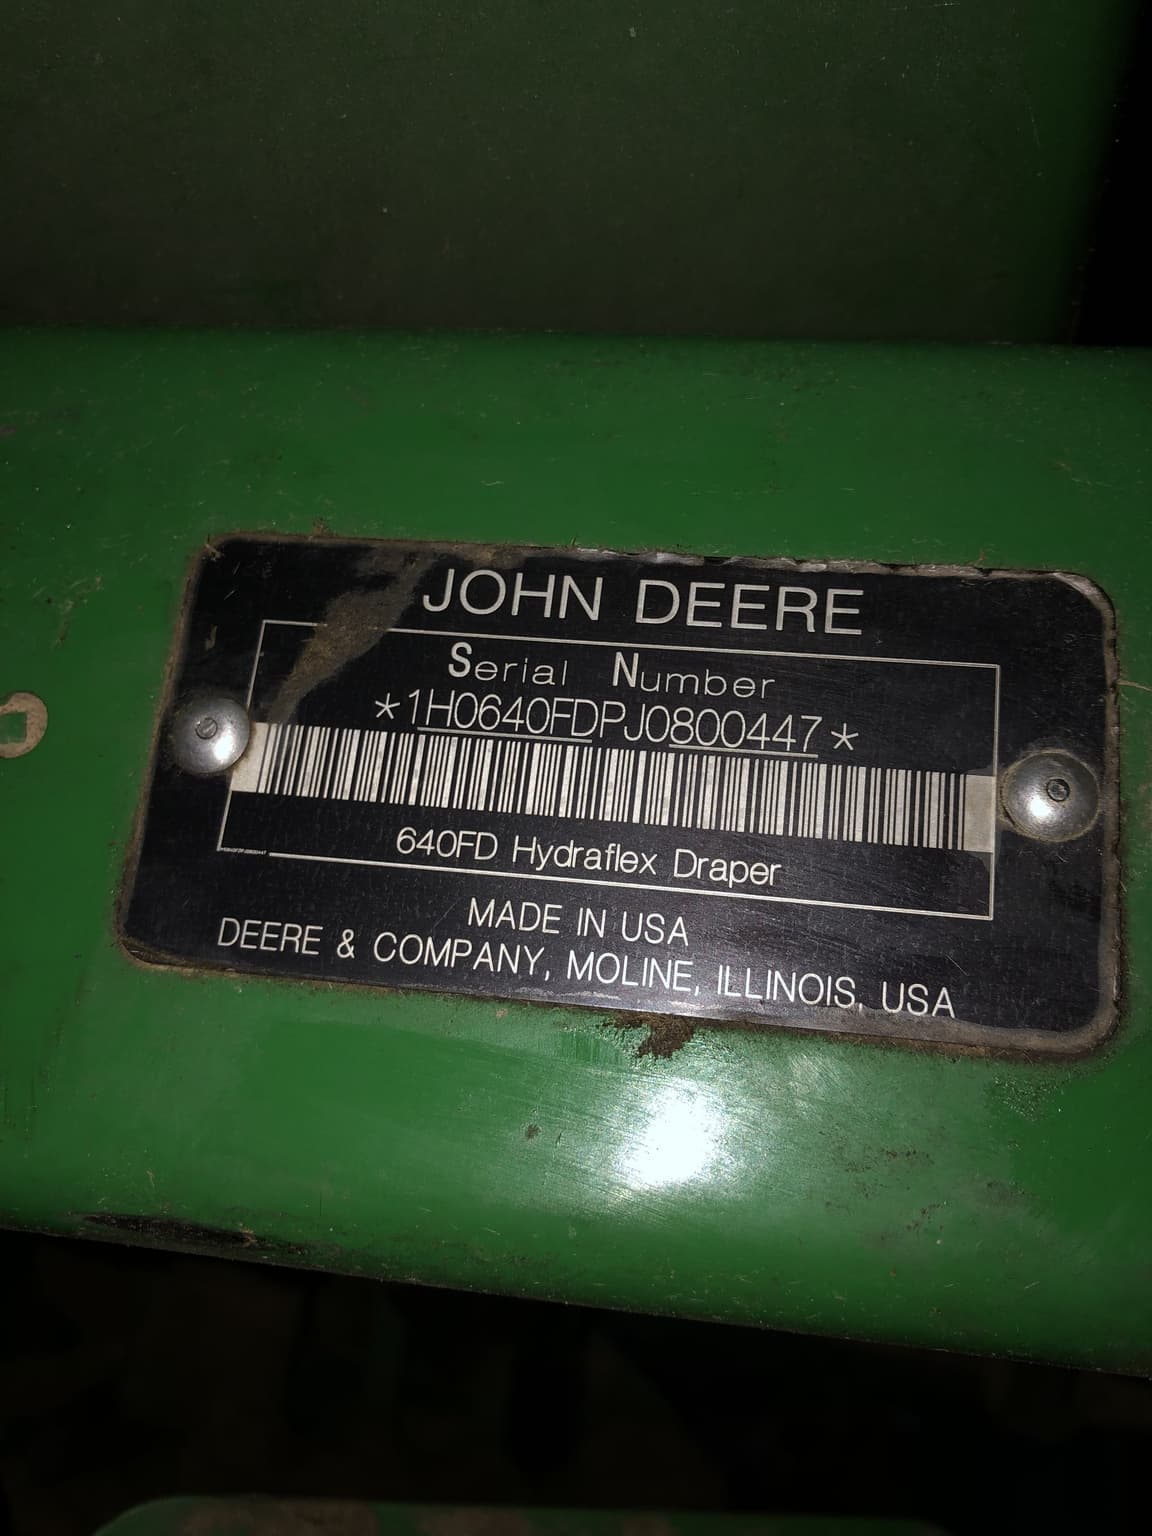 JOHN DEERE
Serial Number
*1H0640FDPJ0800447*
640FD Hydraflex Draper
MADE IN USA
DEERE & COMPANY, MOLINE, ILLINOIS, USA